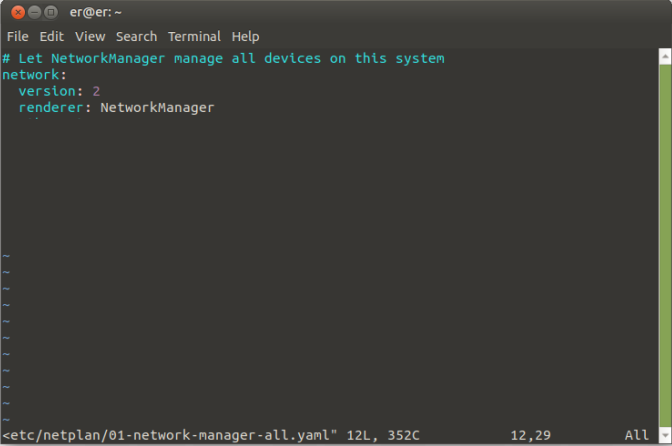 er@er: ~
File Edit View Search Terminal Help
# Let NetworkManager manage all devices on this system
network:
version: 2
renderer: NetworkManager
~
~
~
~
~
~
~
~
~
~
~
<etc/netplan/01-network-manager-all.yaml" 12L, 352C 12,29 All